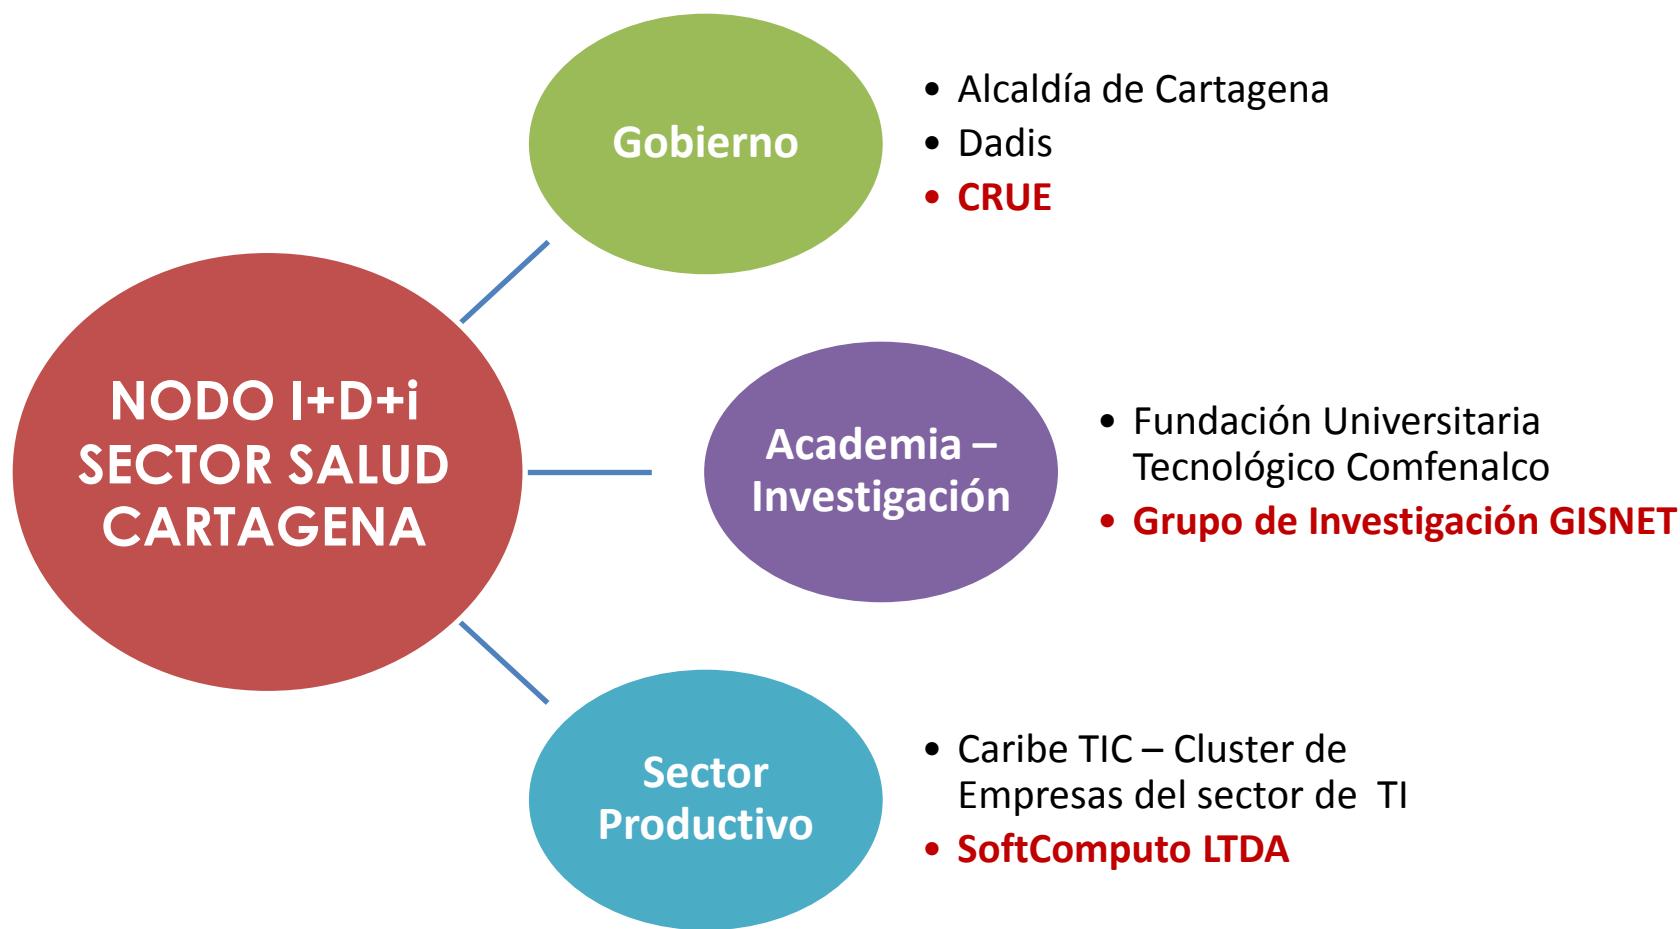 NODO I+D+i
SECTOR SALUD
CARTAGENA
Gobierno
• Alcaldía de Cartagena
• Dadis
• CRUE
Academia –
Investigación
• Fundación Universitaria
Tecnológico Comfenalco
• Grupo de Investigación GISNET
Sector
Productivo
• Caribe TIC – Cluster de
Empresas del sector de TI
• SoftComputo LTDA